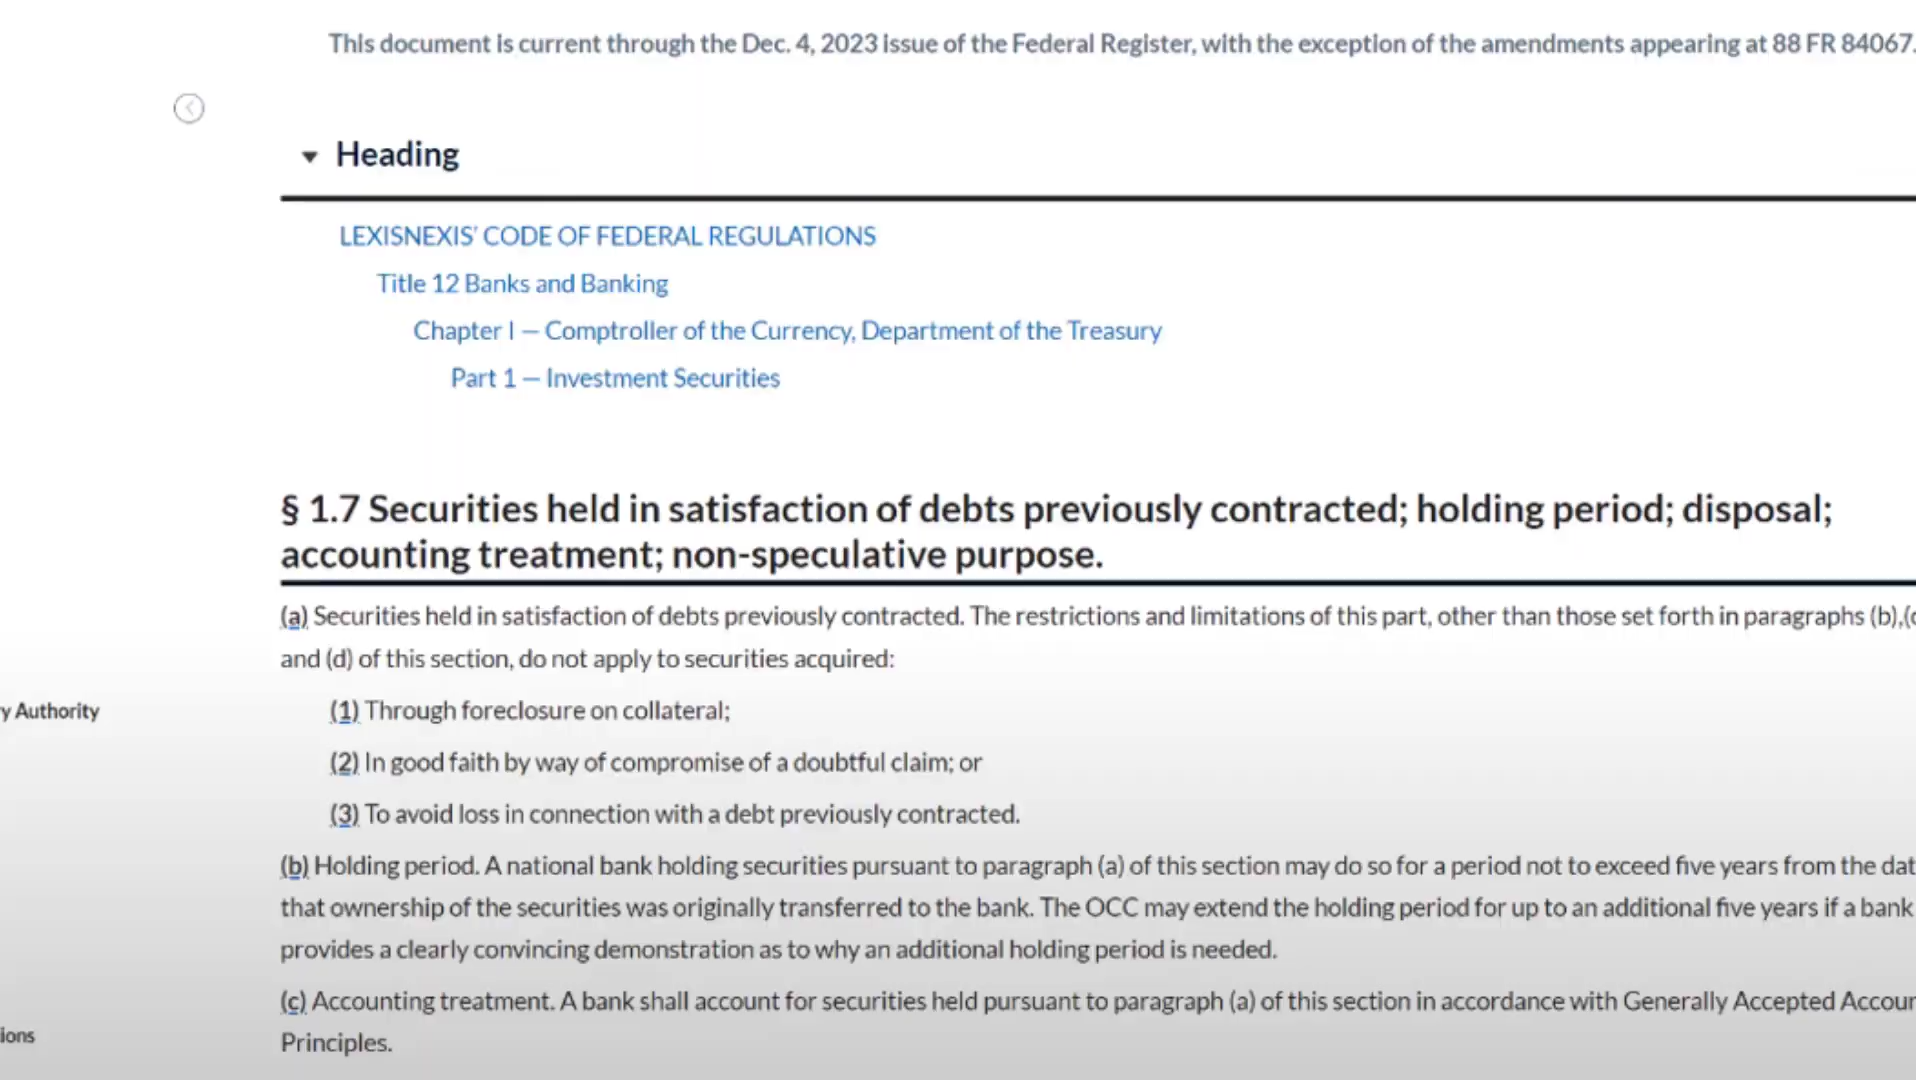 This document is current through the Dec. 4, 2023 issue of the Federal Register, with the exception of the amendments appearing at 88 FR 84067.
Heading
LEXISNEXIS' CODE OF FEDERAL REGULATIONS
Title 12 Banks and Banking
Chapter I — Comptroller of the Currency, Department of the Treasury
Part 1 — Investment Securities
§ 1.7 Securities held in satisfaction of debts previously contracted; holding period; disposal;
accounting treatment; non-speculative purpose.
(a) Securities held in satisfaction of debts previously contracted. The restrictions and limitations of this part, other than those set forth in paragraphs (b),
and (d) of this section, do not apply to securities acquired:
(1) Through foreclosure on collateral;
y Authority
(2) In good faith by way of compromise of a doubtful claim; or
(3) To avoid loss in connection with a debt previously contracted.
(b) Holding period. A national bank holding securities pursuant to paragraph (a) of this section may do so for a period not to exceed five years from the dat
that ownership of the securities was originally transferred to the bank. The OCC may extend the holding period for up to an additional five years if a bank
provides a clearly convincing demonstration as to why an additional holding period is needed.
(c) Accounting treatment. A bank shall account for securities held pursuant to paragraph (a) of this section in accordance with Generally Accepted Accou
ions
Principles.